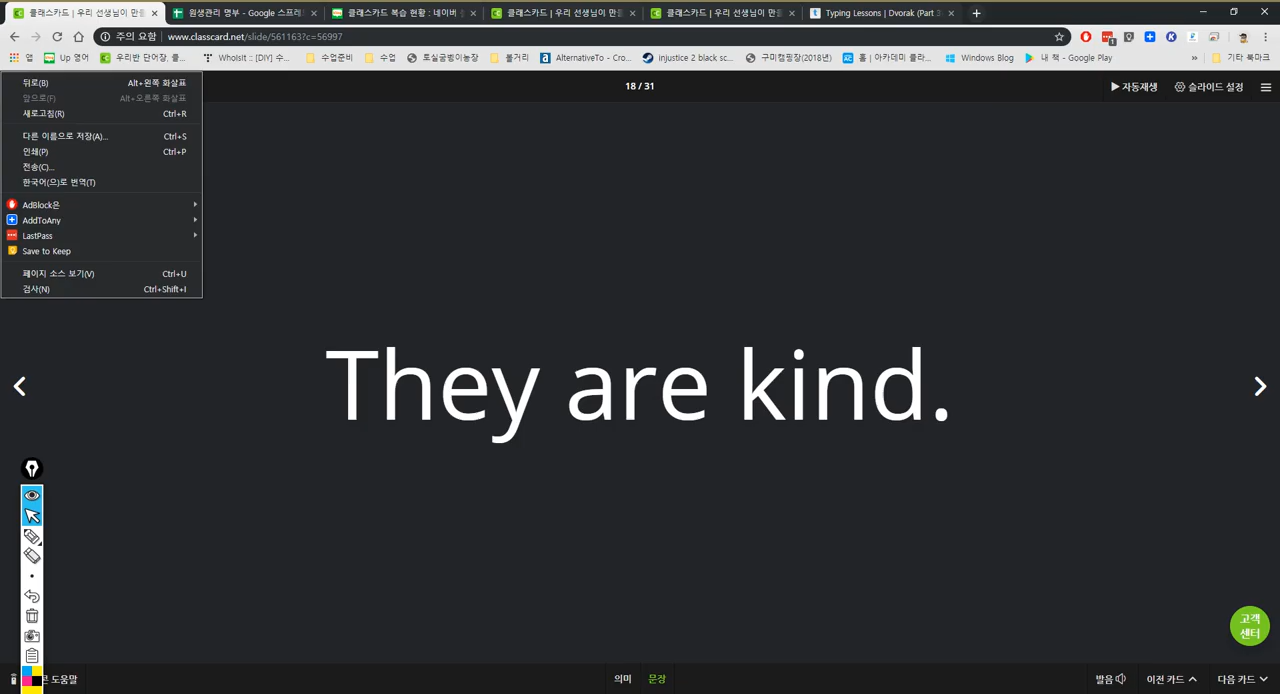 클래스카드 | 우리 선생님이 만든
원생관리 명부 - Google 스프레드
클래스카드 복습 현황 : 네이버
클래스카드 | 우리 선생님이 만든
클래스카드 | 우리 선생님이 만든
Typing Lessons | Dvorak (Part 3
주의 요함 www.classcard.net/slide/561163?c=56997
앱 Up 영어 우리반 단어장, 클... WhoIsIt :: [DIY} 수... 수업준비 수업 토실굼벵이농장 볼거리 AlternativeTo - Cro... injustice 2 black sc... 구미캠핑장(2018년) 홈 | 아카데미 클라... Windows Blog 내 책 - Google Play » 기타 북마크
뒤로(B) Alt+왼쪽 화살표
앞으로(F) Alt+오른쪽 화살표
새로고침(R) Ctrl+R
다른 이름으로 저장(A)... Ctrl+S
인쇄(P) Ctrl+P
전송(C)...
한국어(으)로 번역(T)
AdBlock은
AddToAny
LastPass
Save to Keep
페이지 소스 보기(V) Ctrl+U
검사(N) Ctrl+Shift+I
18 / 31
자동재생 슬라이드 설정
They are kind.
고객
센터
도움말 의미 문장 발음 이전 카드 다음 카드